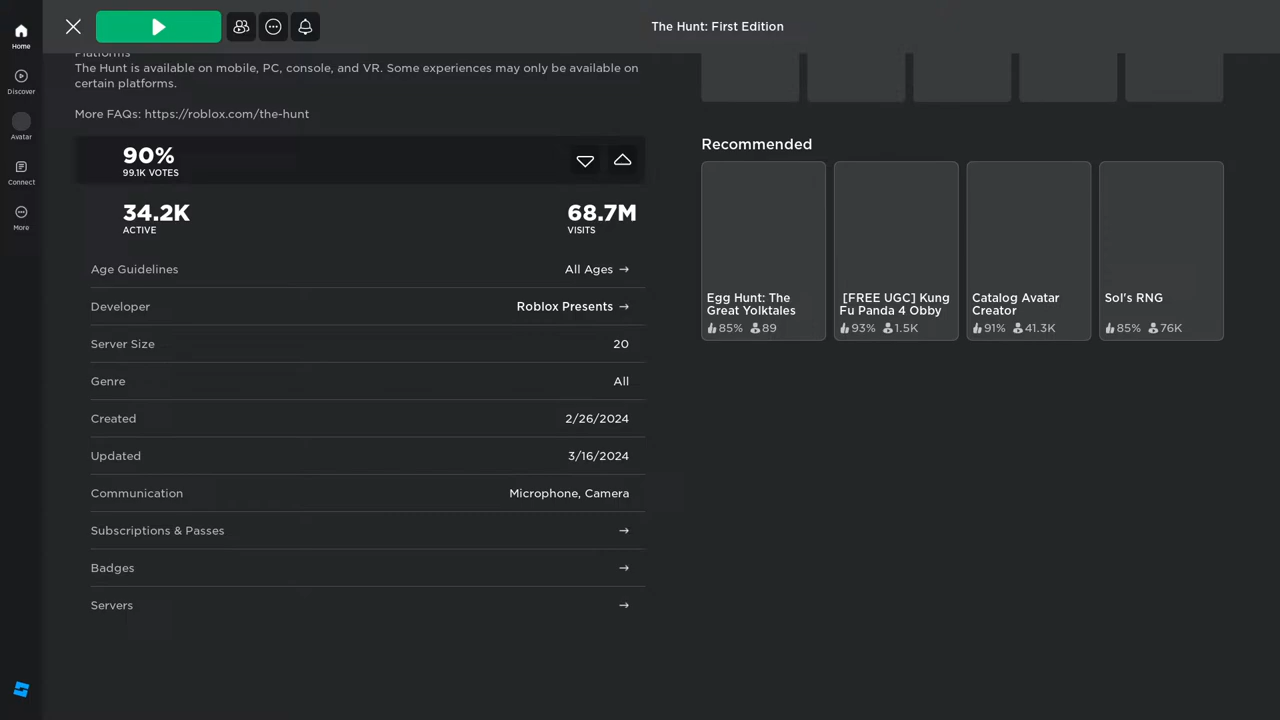 The Hunt: First Edition
Home
Discover
Avatar
Connect
More
Platforms
The Hunt is available on mobile, PC, console, and VR. Some experiences may only be available on
certain platforms.
More FAQs: https://roblox.com/the-hunt
90%
99.1K VOTES
34.2K
ACTIVE
68.7M
VISITS
Age Guidelines
All Ages →
Developer
Roblox Presents →
Server Size
20
Genre
All
Created
2/26/2024
Updated
3/16/2024
Communication
Microphone, Camera
Subscriptions & Passes
→
Badges
→
Servers
→
Recommended
Egg Hunt: The
Great Yolktales
85% 89
[FREE UGC] Kung
Fu Panda 4 Obby
93% 1.5K
Catalog Avatar
Creator
91% 41.3K
Sol's RNG
85% 76K